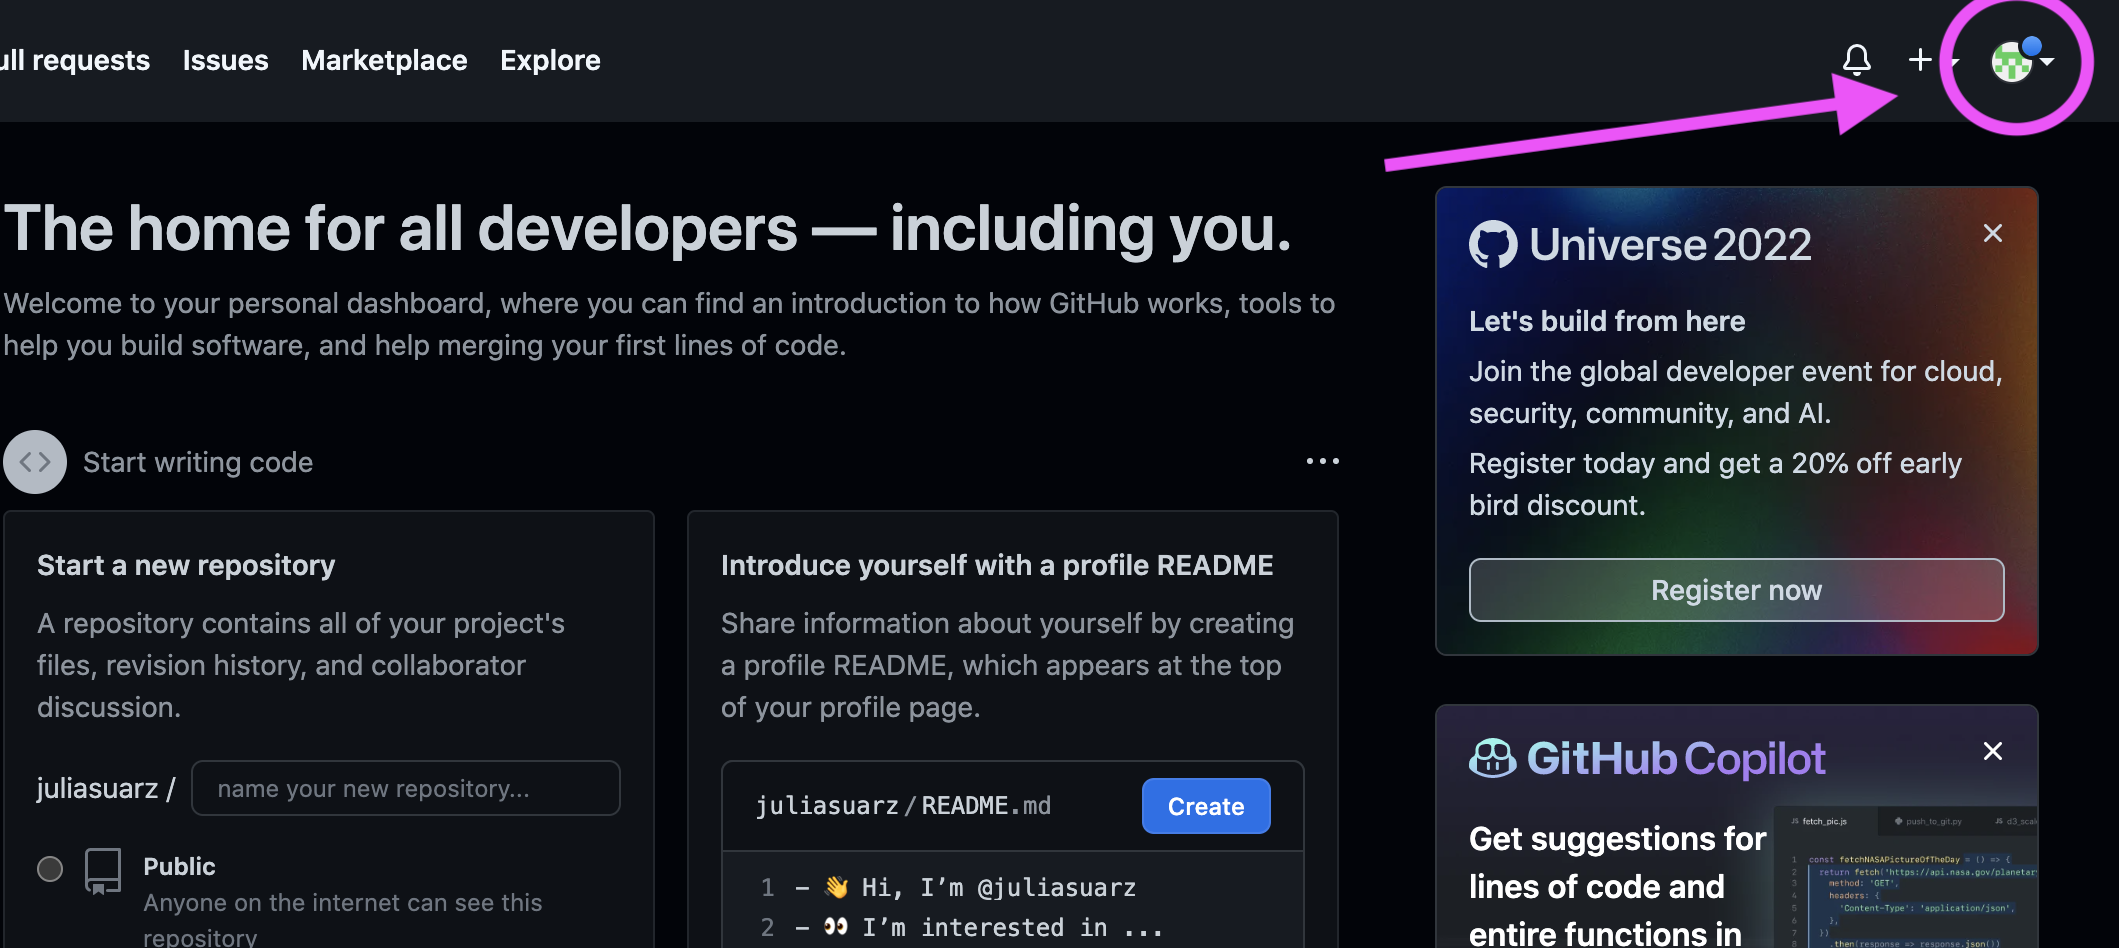 ull requests Issues Marketplace Explore
The home for all developers — including you.
Welcome to your personal dashboard, where you can find an introduction to how GitHub works, tools to
help you build software, and help merging your first lines of code.
Start writing code
Start a new repository
A repository contains all of your project's
files, revision history, and collaborator
discussion.
juliasuarz / name your new repository...
Public
Anyone on the internet can see this
repository
Introduce yourself with a profile README
Share information about yourself by creating
a profile README, which appears at the top
of your profile page.
juliasuarz/README.md Create
1 – 👋 Hi, I’m @juliasuarz
2 – 👀 I’m interested in ...
Universe 2022
Let's build from here
Join the global developer event for cloud,
security, community, and AI.
Register today and get a 20% off early
bird discount.
Register now
GitHub Copilot
Get suggestions for
lines of code and
entire functions in
JS fetch_pic.js push_to_git.py JS d3_scal
1 const fetchNASAPictureOfTheDay = () => {
2 return fetch('https://api.nasa.gov/planetar
3 method: 'GET',
4 headers: {
5 'Content-Type': 'application/json',
6 },
7 })
8 .then(response => response.json())